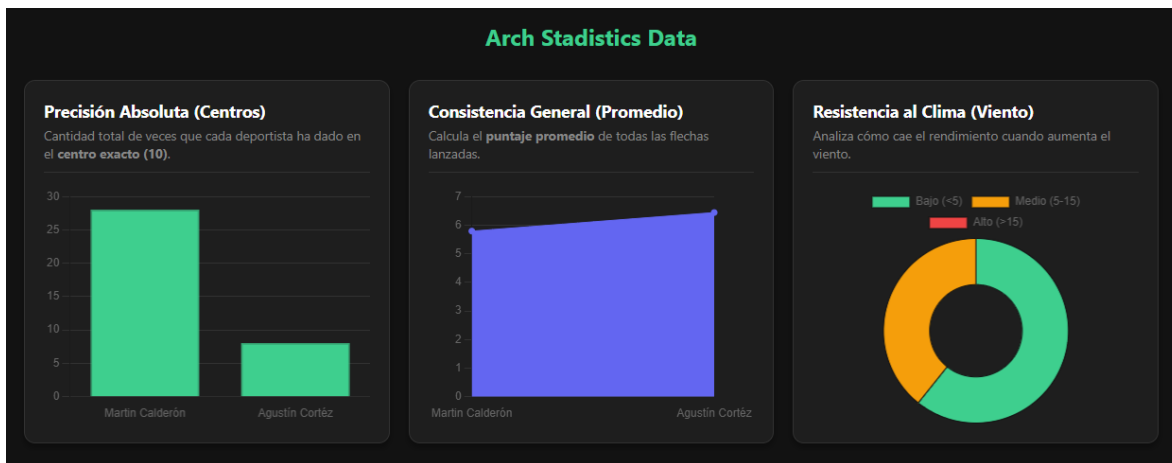 Arch Stadistics Data
Precisión Absoluta (Centros)
Cantidad total de veces que cada deportista ha dado en
el centro exacto (10).
30
25
20
15
10
5
0
Martin Calderón
Agustín Cortéz
Consistencia General (Promedio)
Calcula el puntaje promedio de todas las flechas
lanzadas.
7
6
5
4
3
2
1
0
Martin Calderón
Agustín Cortéz
Resistencia al Clima (Viento)
Analiza cómo cae el rendimiento cuando aumenta el
viento.
Bajo (<5)
Medio (5-15)
Alto (>15)